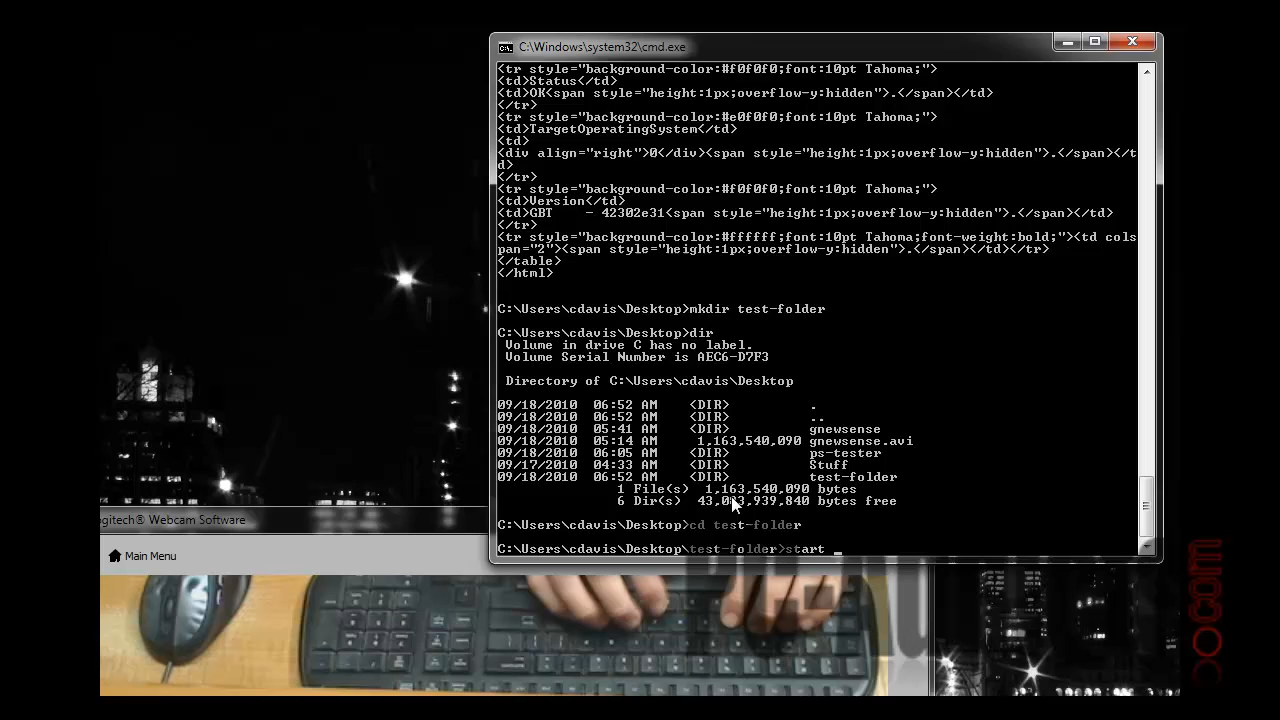 C:\Windows\system32\cmd.exe
<tr style="background-color:#f0f0f0;font:10pt Tahoma;">
<td>Status</td>
<td>OK<span style="height:1px;overflow-y:hidden">.</span></td>
</tr>
<tr style="background-color:#e0f0f0;font:10pt Tahoma;">
<td>TargetOperatingSystem</td>
<td>
<div align="right">0</div><span style="height:1px;overflow-y:hidden">.</span></t
d>
</tr>
<tr style="background-color:#f0f0f0;font:10pt Tahoma;">
<td>Version</td>
<td>GBT    - 42302e31<span style="height:1px;overflow-y:hidden">.</span></td>
</tr>
<tr style="background-color:#ffffff;font:10pt Tahoma;font-weight:bold;"><td cols
pan="2"><span style="height:1px;overflow-y:hidden">.</span></td></tr>
</table>
</html>
C:\Users\cdavis\Desktop>mkdir test-folder
C:\Users\cdavis\Desktop>dir
Volume in drive C has no label.
Volume Serial Number is AEC6-D7F3
Directory of C:\Users\cdavis\Desktop
09/18/2010  06:52 AM    <DIR>          .
09/18/2010  06:52 AM    <DIR>          ..
09/18/2010  05:41 AM    <DIR>          gnewsense
09/18/2010  05:14 AM     1,163,540,090 gnewsense.avi
09/18/2010  06:05 AM    <DIR>          ps-tester
09/17/2010  04:33 AM    <DIR>          Stuff
09/18/2010  06:52 AM    <DIR>          test-folder
1 File(s)  1,163,540,090 bytes
6 Dir(s)  bytes free
C:\Users\cdavis\Desktop>cd test-folder
C:\Users\cdavis\Desktop\test-folder>start _
ogitech® Webcam Software
Main Menu
.com